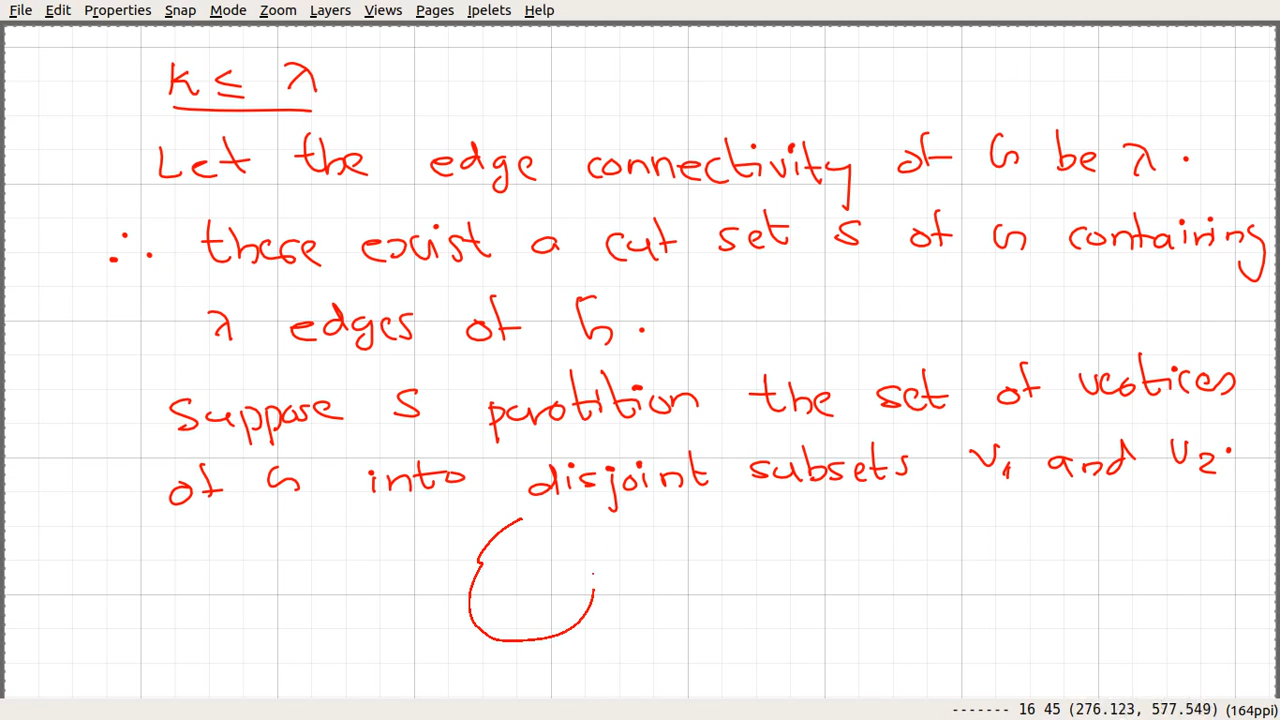 File Edit Properties Snap Mode Zoom Layers Views Pages Ipelets Help
k ≤ λ
Let the edge connectivity of G be λ.
∴ there exist a cut set S of G containing
λ edges of G.
Suppose S partition the set of vertices
of G into disjoint subsets V1 and V2.
------- 16 45 (276.123, 577.549) (164ppi)